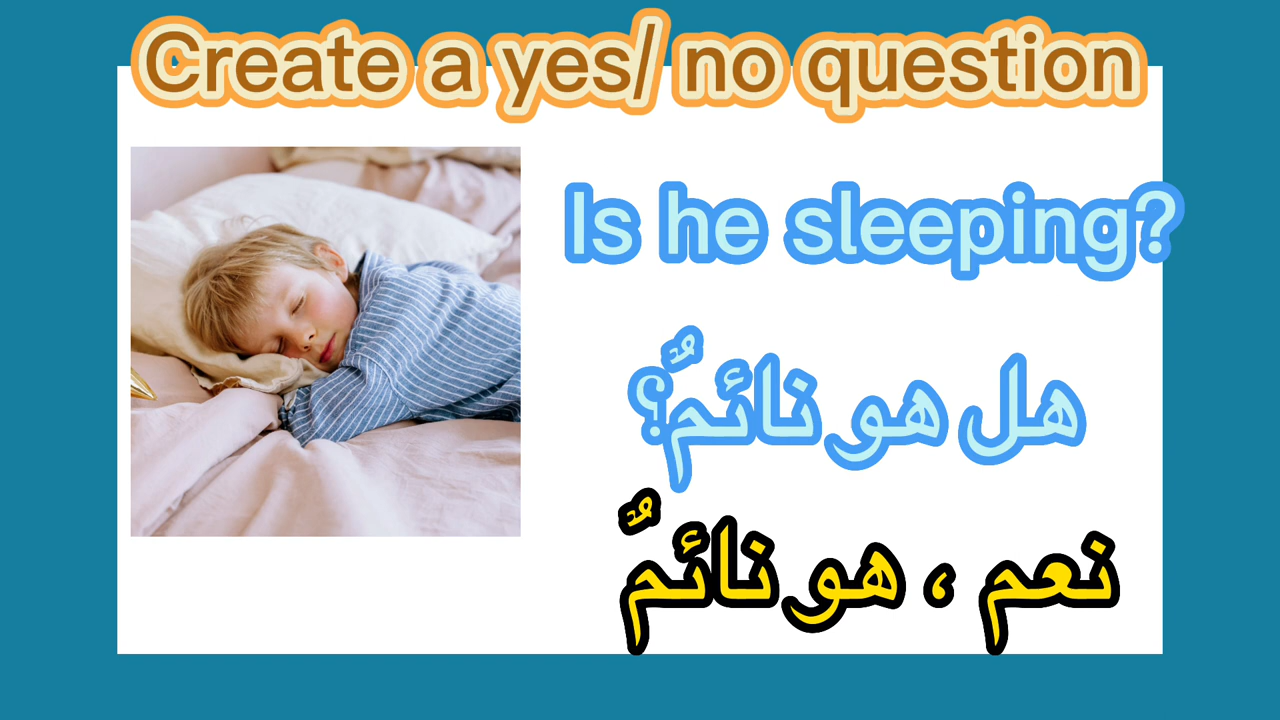 Create a yes/ no question
Is he sleeping?
هل هو نائمٌ؟
نعم ، هو نائمٌ